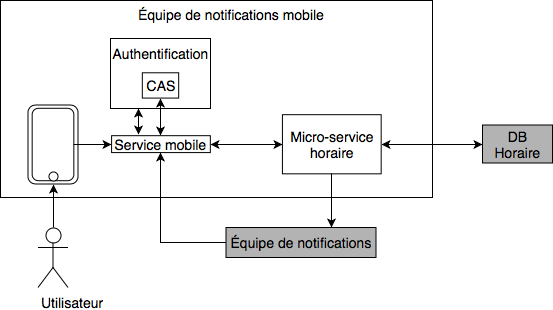 Équipe de notifications mobile
Authentification
CAS
Service mobile
Micro-service
horaire
DB
Horaire
Équipe de notifications
Utilisateur